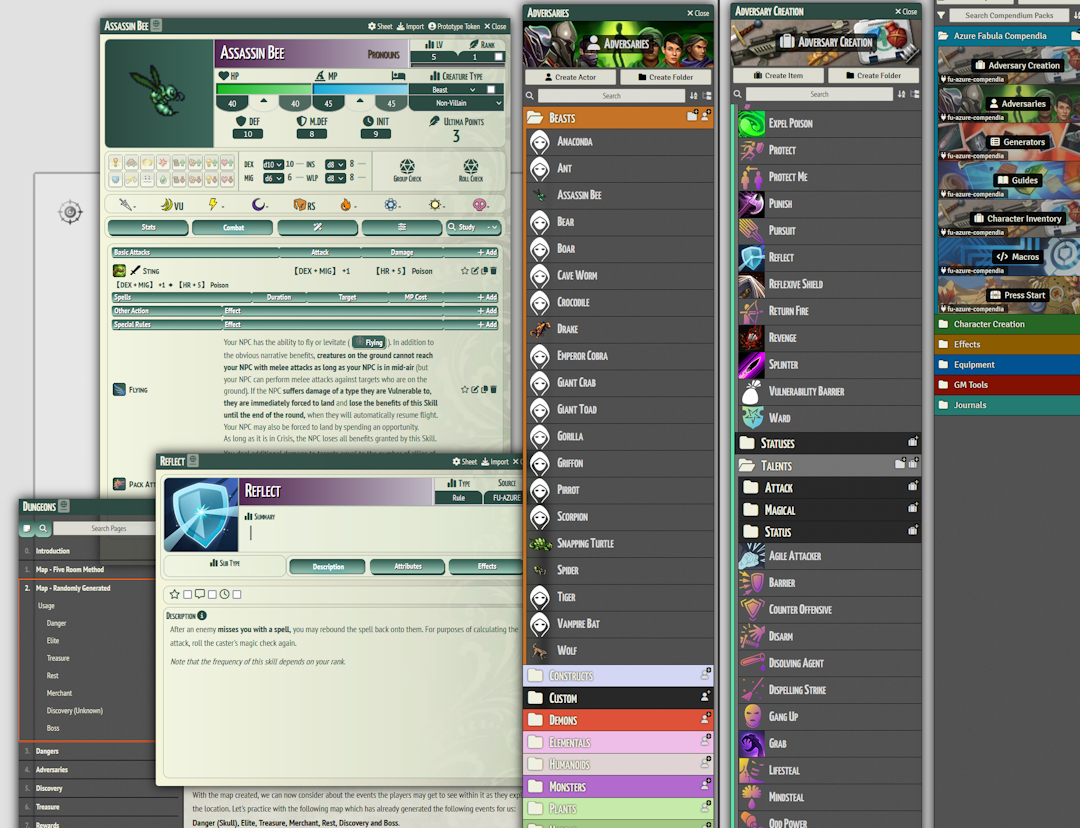 ASSASSIN BEE
Sheet Import Prototype Token Close
ASSASSIN BEE
PRONOUNS
LV RANK
5 1
HP MP CREATURE TYPE
Beast
40 40 45 45 Non-Villain
DEF M.DEF INIT ULTIMA POINTS
10 8 9 3
DEX d10 10 INS d8 8
MIG d6 6 WLP d8 8
GROUP CHECK ROLL CHECK
VU RS
Stats Combat Study
Basic Attacks Attack Damage Add
STING 【DEX + MIG】 +1 【HR + 5】 Poison
【DEX + MIG】 +1 ◆ 【HR + 5】 Poison
Spells Duration Target MP Cost Add
Other Action Effect Add
Special Rules Effect Add
FLYING
Your NPC has the ability to fly or levitate ( Flying ). In addition to
the obvious narrative benefits, creatures on the ground cannot reach
your NPC with melee attacks as long as your NPC is in mid-air (but
your NPC can perform melee attacks against targets who are on the
ground). If the NPC suffers damage of a type they are Vulnerable to,
they are immediately forced to land and lose the benefits of this Skill
until the end of the round, when they will automatically resume flight.
Your NPC may also be forced to land by spending an opportunity.
As long as it is in Crisis, the NPC loses all benefits granted by this Skill.
PACK ATT
REFLECT
Sheet Import
REFLECT
TYPE SOURCE
Rule FU-AZURE
SUMMARY
SUB TYPE
Description Attributes Effects
DESCRIPTION
After an enemy misses you with a spell, you may rebound the spell back onto them. For purposes of calculating the
attack, roll the caster's magic check again.
Note that the frequency of this skill depends on your rank.
DUNGEONS
Search Pages
0. Introduction
1. Map - Five Room Method
2. Map - Randomly Generated
Usage
Danger
Elite
Treasure
Rest
Merchant
Discovery (Unknown)
Boss
3. Dangers
4. Adversaries
5. Discovery
6. Treasure
7. Rewards
With the map created, we can now consider about the events the players may get to see within it as they exp
the location. Let's practice with the following map which has already generated the following events for us:
Danger (Skull), Elite, Treasure, Merchant, Rest, Discovery and Boss.
ADVERSARIES
Close
ADVERSARIES
Create Actor Create Folder
Search
BEASTS
ANACONDA
ANT
ASSASSIN BEE
BEAR
BOAR
CAVE WORM
CROCODILE
DRAKE
EMPEROR COBRA
GIANT CRAB
GIANT TOAD
GORILLA
GRIFFON
PIRROT
SCORPION
SNAPPING TURTLE
SPIDER
TIGER
VAMPIRE BAT
WOLF
CONSTRUCTS
CUSTOM
DEMONS
ELEMENTALS
HUMANOIDS
MONSTERS
PLANTS
ADVERSARY CREATION
Close
ADVERSARY CREATION
Create Item Create Folder
Search
EXPEL POISON
PROTECT
PROTECT ME
PUNISH
PURSUIT
REFLECT
REFLEXIVE SHIELD
RETURN FIRE
REVENGE
SPLINTER
VULNERABILITY BARRIER
WARD
STATUSES
TALENTS
ATTACK
MAGICAL
STATUS
AGILE ATTACKER
BARRIER
COUNTER OFFENSIVE
DISARM
DISOLVING AGENT
DISPELLING STRIKE
GANG UP
GRAB
LIFESTEAL
MINDSTEAL
ODD POWER
Search Compendium Packs
Azure Fabula Compendia
Adversary Creation
fu-azure-compendia
Adversaries
fu-azure-compendia
Generators
fu-azure-compendia
Guides
fu-azure-compendia
Character Inventory
fu-azure-compendia
Macros
fu-azure-compendia
Press Start
fu-azure-compendia
Character Creation
Effects
Equipment
GM Tools
Journals